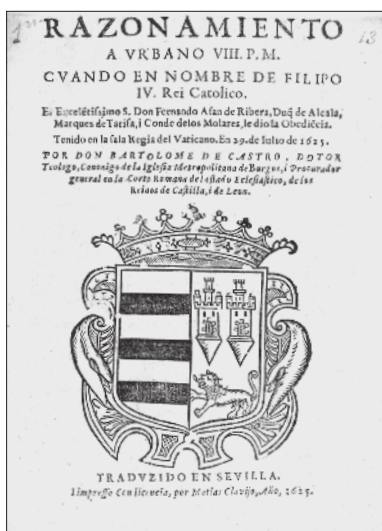 13
RAZONAMIENTO
A VRBANO VIII. P.M.
CVANDO EN NOMBRE DE FILIPO
IV. Rei Catolico.
El Excelētissimo S. Don Fernando Afan de Ribera, Duq̄ de Alcala,
Marques de Tarifa, i Conde delos Molares, le dio la Obediēcia.
Tenido en la sala Regia del Vaticano. En 29. de Iulio de 1625.
POR DON BARTOLOME DE CASTRO, DOTOR
Teologo, Canonigo de la Iglesia Metropolitana de Burgos, i Procurador
general en la Corte Romana del estado Eclesiastico, de los
Reinos de Castilla, i de Leon.
TRADVZIDO EN SEVILLA.
Impresso Con licencia, por Matias Clavijo, Año, 1625.